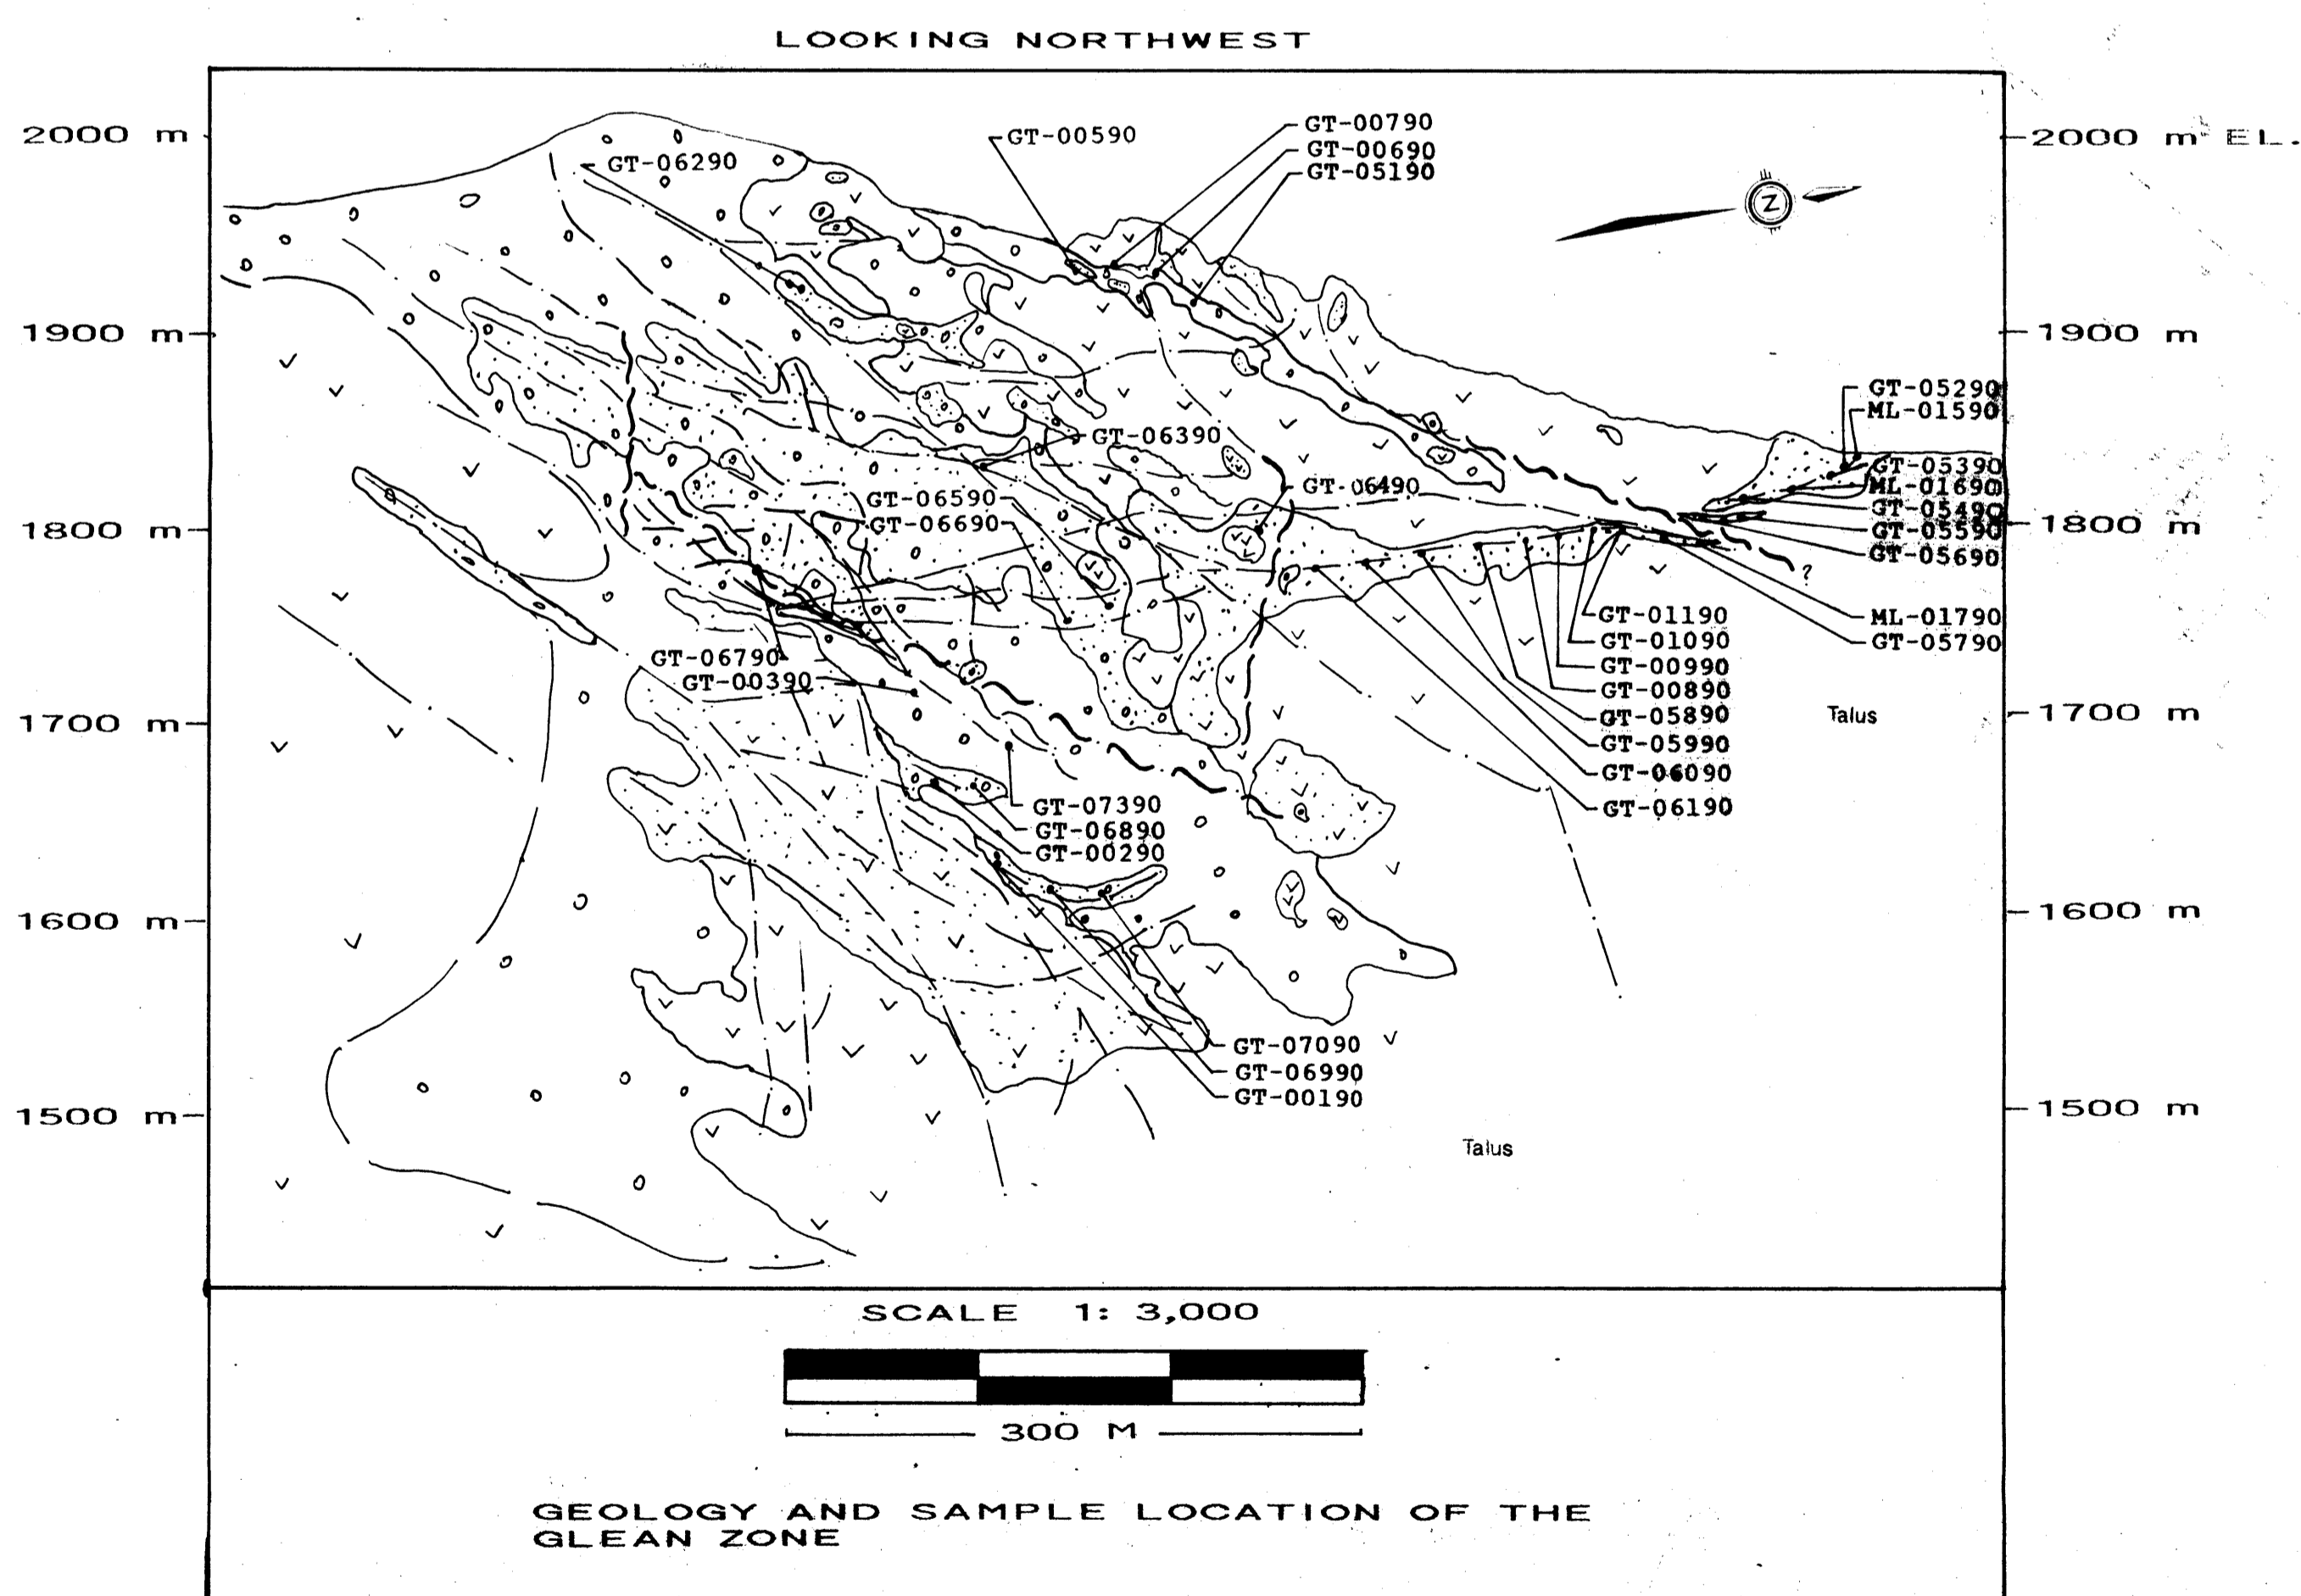 LOOKING NORTHWEST
2000 m
2000 m EL.
GT-06290
GT-00590
GT-00790
GT-00690
GT-05190
Z
1900 m
1900 m
GT-05290
ML-01590
GT-06390
GT-05390
ML-01690
GT-05490
GT-05590
GT-05690
GT-06490
GT-06590
GT-06690
1800 m
1800 m
?
GT-01190
GT-01090
GT-00990
GT-00890
GT-05890
GT-05990
GT-06090
GT-06190
ML-01790
GT-05790
GT-06790
GT-00390
1700 m
1700 m
Talus
GT-07390
GT-06890
GT-00290
1600 m
1600 m
GT-07090
GT-06990
GT-00190
1500 m
1500 m
Talus
SCALE 1: 3,000
300 M
GEOLOGY AND SAMPLE LOCATION OF THE
GLEAN ZONE